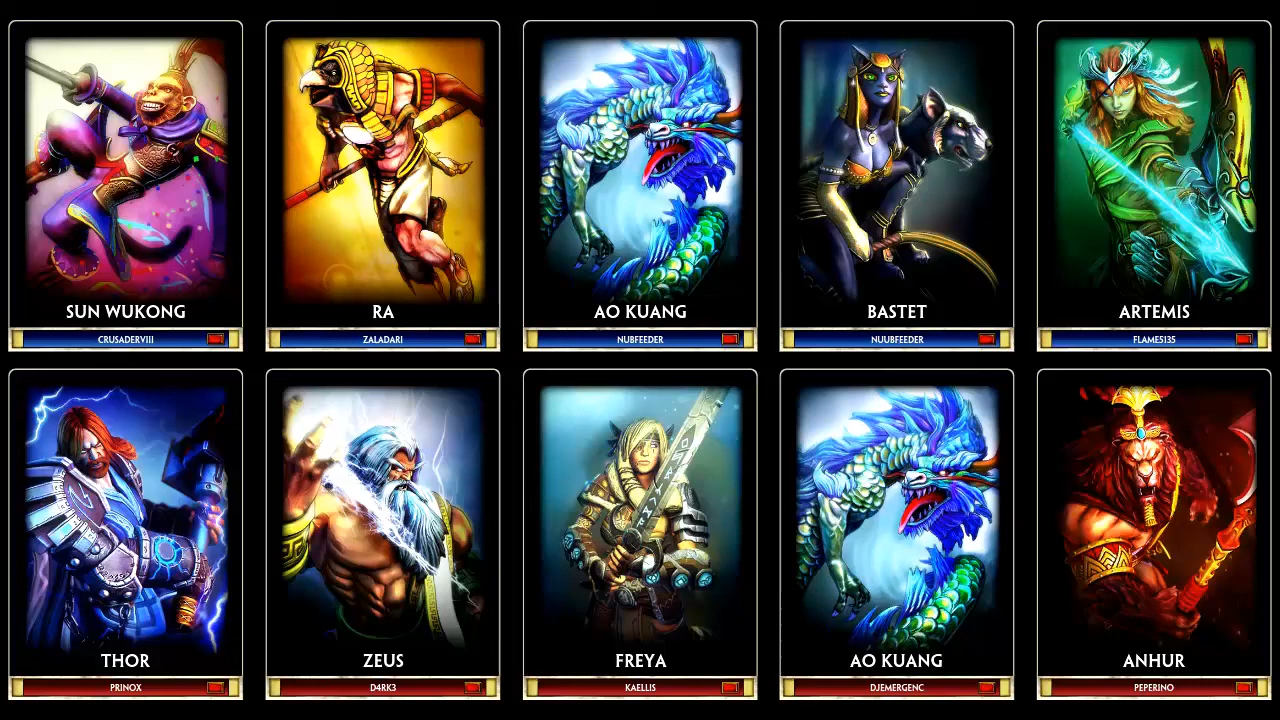 SUN WUKONG
CRUSADERVIII
RA
ZALADARI
AO KUANG
NUBFEEDER
BASTET
NUUBFEEDER
ARTEMIS
FLAMES135
THOR
PRINOX
ZEUS
D4RK3
FREYA
KAELLIS
AO KUANG
DJEMERGENC
ANHUR
PEPERINO